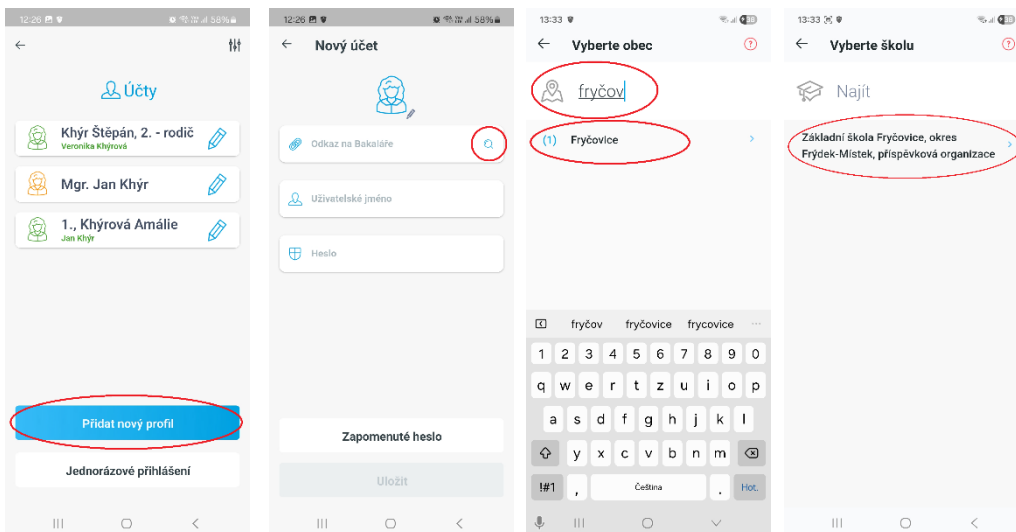 12:26
58%
Účty
Khýr Štěpán, 2. - rodič
Veronika Khýrová
Mgr. Jan Khýr
1., Khýrová Amálie
Jan Khýr
Přidat nový profil
Jednorázové přihlášení
12:26
58%
Nový účet
Odkaz na Bakaláře
Uživatelské jméno
Heslo
Zapomenuté heslo
Uložit
13:33
38
Vyberte obec
?
fryčov
(1) Fryčovice
fryčov fryčovice frycovice ...
1 2 3 4 5 6 7 8 9 0
q w e r t z u i o p
a s d f g h j k l
y x c v b n m
!#1 , Čeština . Hot.
13:33
38
Vyberte školu
?
Najít
Základní škola Fryčovice, okres
Frýdek-Místek, příspěvková organizace